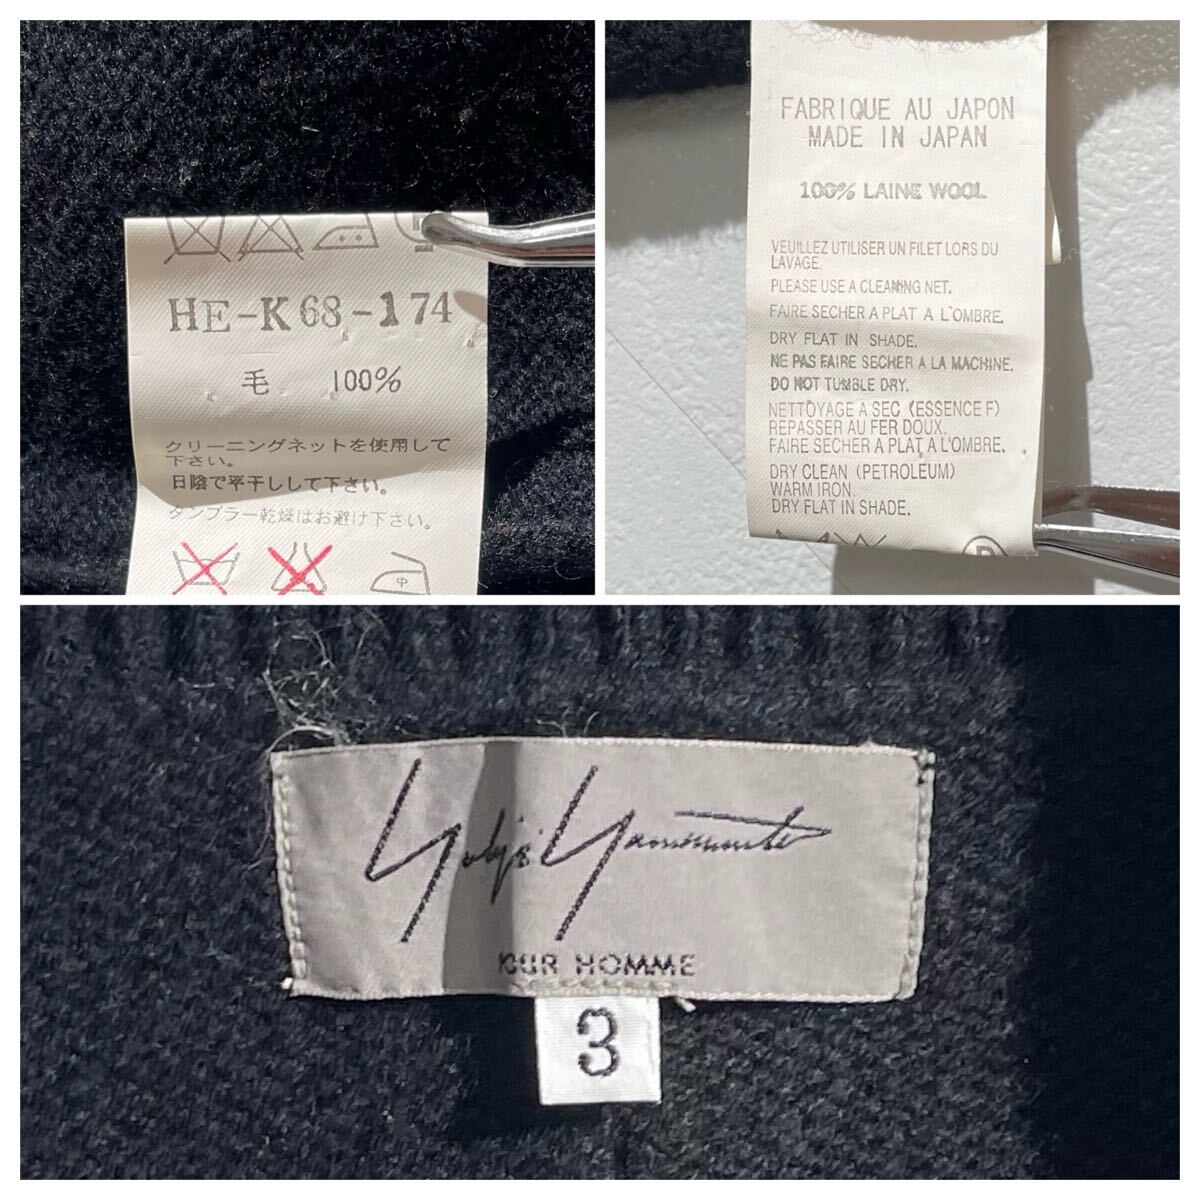 HE-K68-174
毛 100%
クリーニングネットを使用して
下さい。
日陰で平干しして下さい。
タンブラー乾燥はお避け下さい。
中
FABRIQUE AU JAPON
MADE IN JAPAN
100% LAINE WOOL
VEUILLEZ UTILISER UN FILET LORS DU
LAVAGE.
PLEASE USE A CLEANING NET.
FAIRE SECHER A PLAT A L'OMBRE.
DRY FLAT IN SHADE.
NE PAS FAIRE SECHER A LA MACHINE.
DO NOT TUMBLE DRY.
NETTOYAGE A SEC (ESSENCE F)
REPASSER AU FER DOUX.
FAIRE SECHER A PLAT A L'OMBRE.
DRY CLEAN (PETROLEUM)
WARM IRON.
DRY FLAT IN SHADE.
P
Yohji Yamamoto
POUR HOMME
3